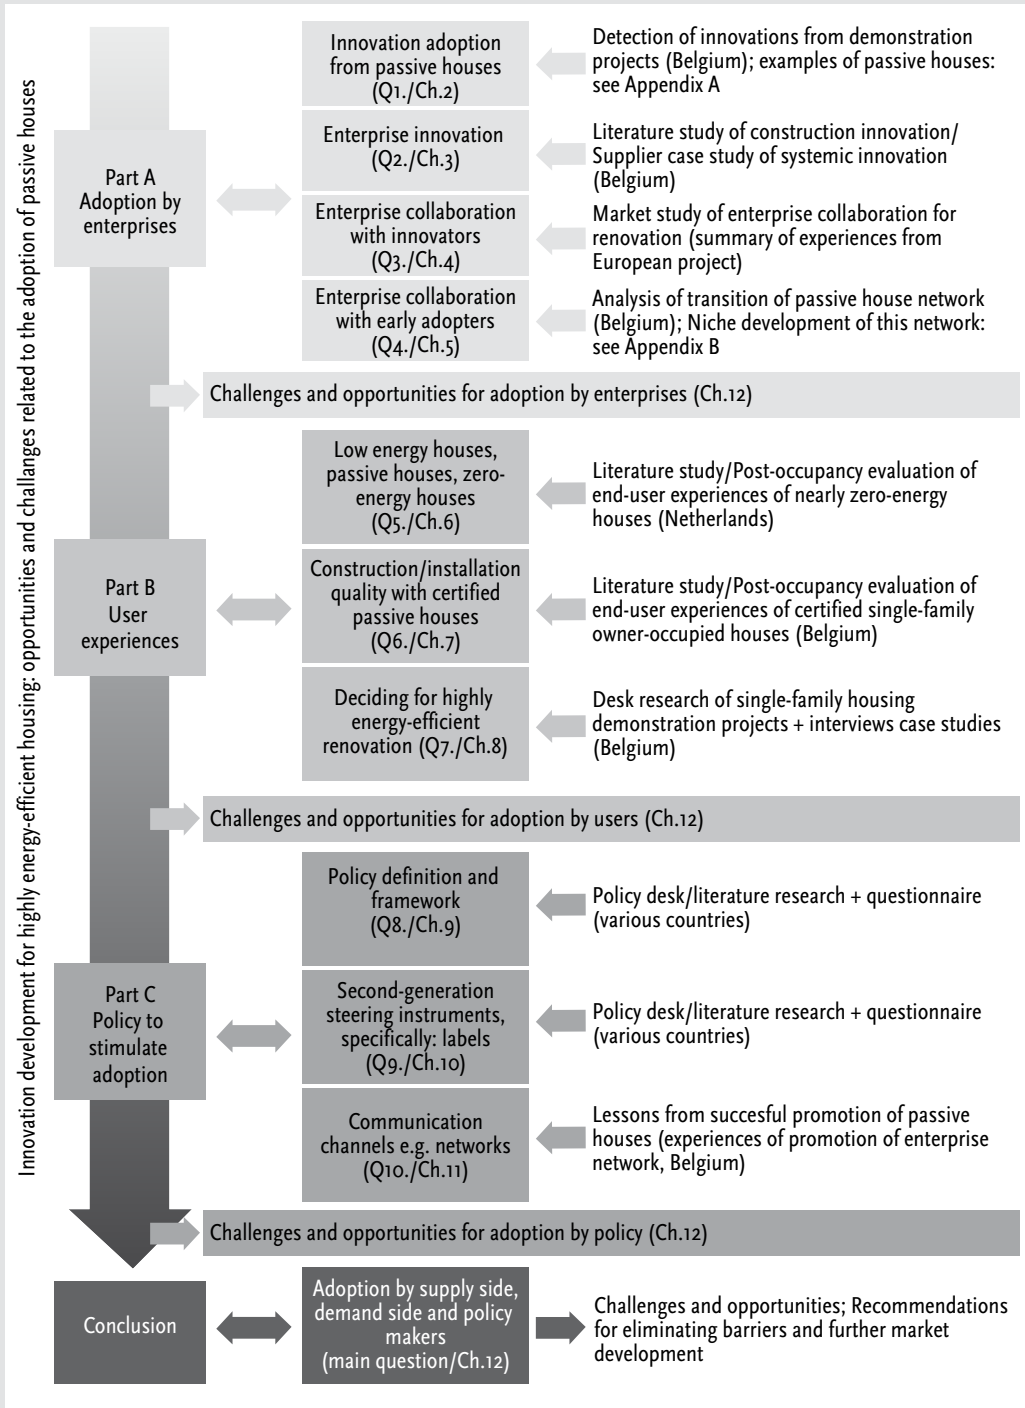 Innovation development for highly energy-efficient housing: opportunities and challanges related to the adoption of passive houses
Part A
Adoption by
enterprises
Innovation adoption
from passive houses
(Q1./Ch.2)
Detection of innovations from demonstration
projects (Belgium); examples of passive houses:
see Appendix A
Enterprise innovation
(Q2./Ch.3)
Literature study of construction innovation/
Supplier case study of systemic innovation
(Belgium)
Enterprise collaboration
with innovators
(Q3./Ch.4)
Market study of enterprise collaboration for
renovation (summary of experiences from
European project)
Enterprise collaboration
with early adopters
(Q4./Ch.5)
Analysis of transition of passive house network
(Belgium); Niche development of this network:
see Appendix B
Challenges and opportunities for adoption by enterprises (Ch.12)
Part B
User
experiences
Low energy houses,
passive houses, zero-
energy houses
(Q5./Ch.6)
Literature study/Post-occupancy evaluation of
end-user experiences of nearly zero-energy
houses (Netherlands)
Construction/installation
quality with certified
passive houses
(Q6./Ch.7)
Literature study/Post-occupancy evaluation of
end-user experiences of certified single-family
owner-occupied houses (Belgium)
Deciding for highly
energy-efficient
renovation (Q7./Ch.8)
Desk research of single-family housing
demonstration projects + interviews case studies
(Belgium)
Challenges and opportunities for adoption by users (Ch.12)
Part C
Policy to
stimulate
adoption
Policy definition and
framework
(Q8./Ch.9)
Policy desk/literature research + questionnaire
(various countries)
Second-generation
steering instruments,
specifically: labels
(Q9./Ch.10)
Policy desk/literature research + questionnaire
(various countries)
Communication
channels e.g. networks
(Q10./Ch.11)
Lessons from succesful promotion of passive
houses (experiences of promotion of enterprise
network, Belgium)
Challenges and opportunities for adoption by policy (Ch.12)
Conclusion
Adoption by supply side,
demand side and policy
makers
(main question/Ch.12)
Challenges and opportunities; Recommendations
for eliminating barriers and further market
development